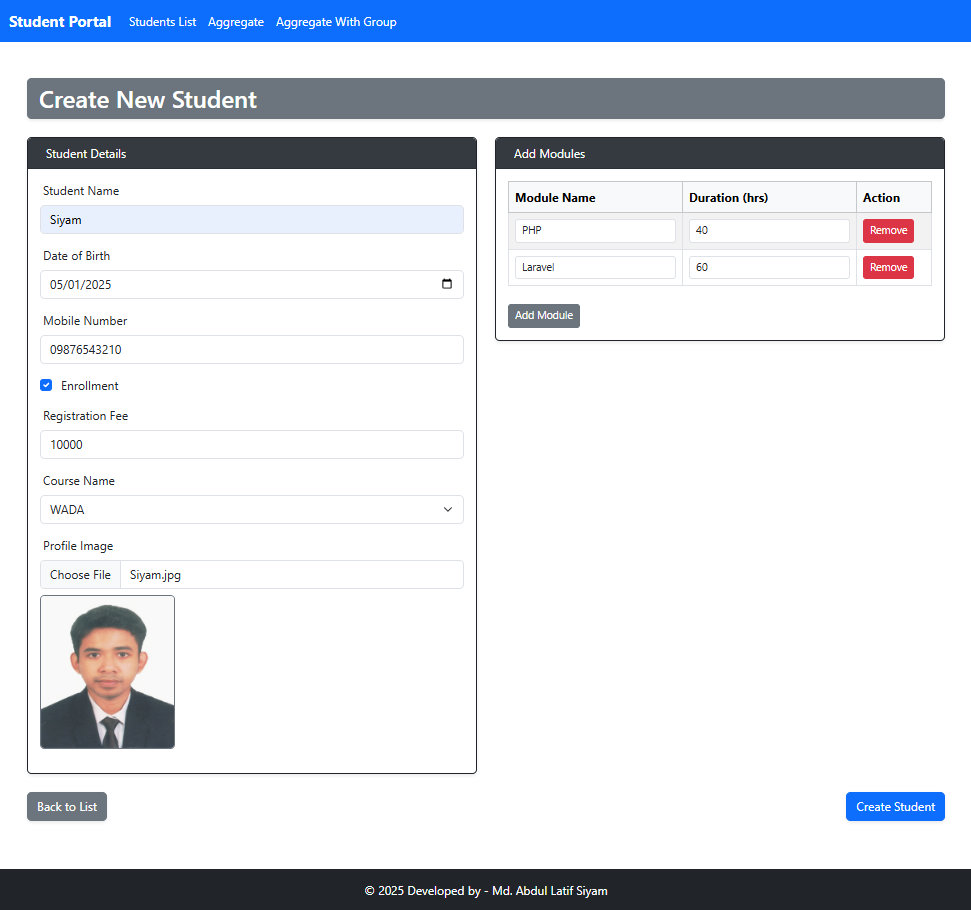 Student Portal Students List Aggregate Aggregate With Group
Create New Student
Student Details
Student Name
Siyam
Date of Birth
05/01/2025
Mobile Number
09876543210
Enrollment
Registration Fee
10000
Course Name
WADA
Profile Image
Choose File Siyam.jpg
Add Modules
Module Name Duration (hrs) Action
PHP 40 Remove
Laravel 60 Remove
Add Module
Back to List Create Student
© 2025 Developed by - Md. Abdul Latif Siyam